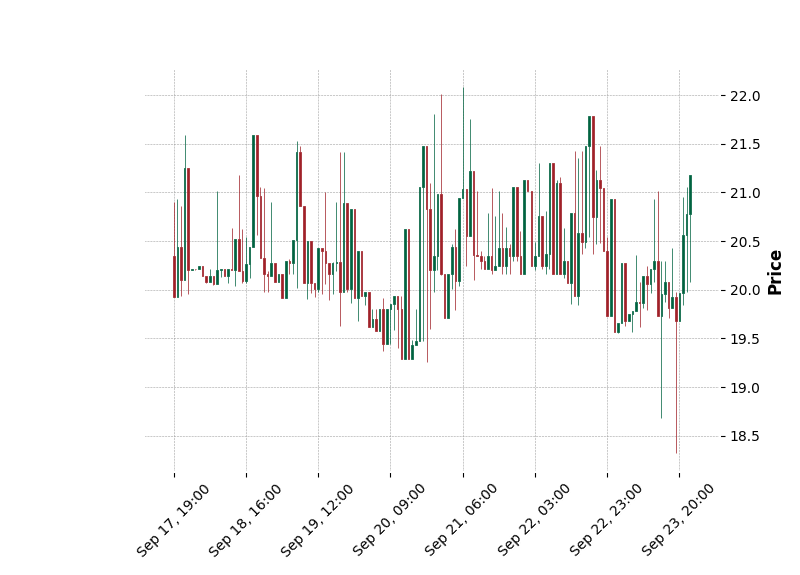 22.0
21.5
21.0
20.5
20.0
19.5
19.0
18.5
Price
Sep 17, 19:00
Sep 18, 16:00
Sep 19, 12:00
Sep 20, 09:00
Sep 21, 06:00
Sep 22, 03:00
Sep 22, 23:00
Sep 23, 20:00